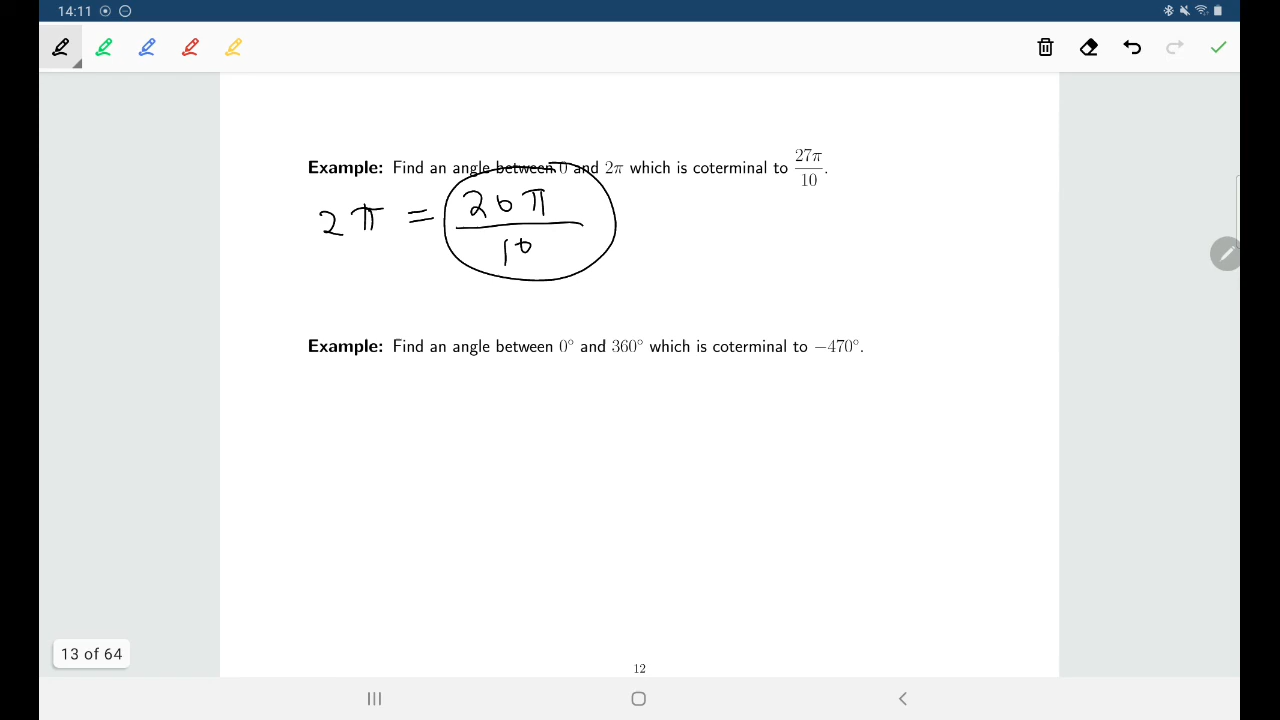 14:11
Example: Find an angle between 0 and 2π which is coterminal to 27π/10.
2π = 20π/10
Example: Find an angle between 0° and 360° which is coterminal to −470°.
13 of 64
12